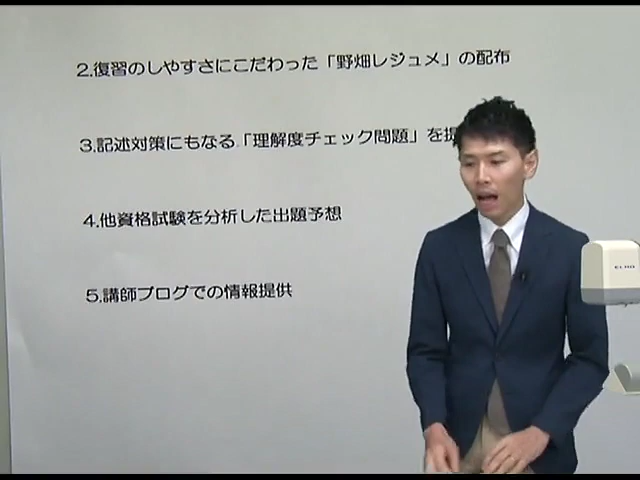 2.復習のしやすさにこだわった「野畑レジュメ」の配布
3.記述対策にもなる「理解度チェック問題」を提
4.他資格試験を分析した出題予想
5.講師ブログでの情報提供
ELMO